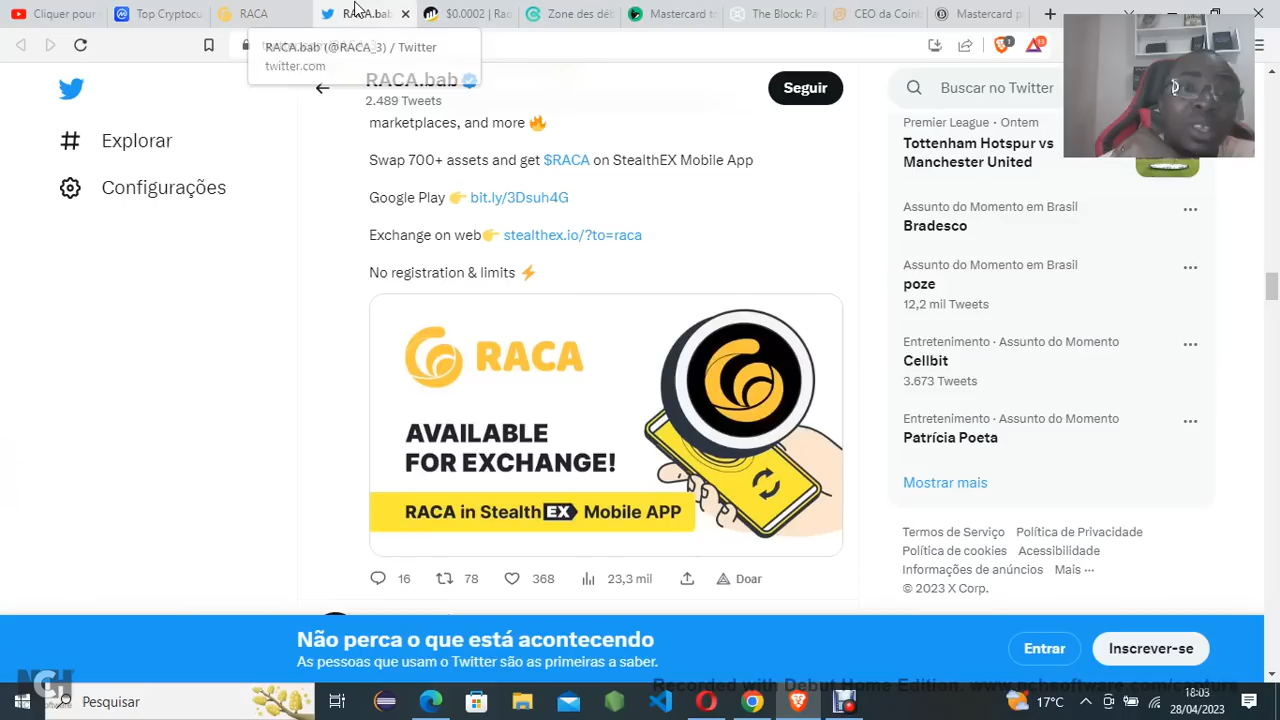 Cliquer pour
Top Cryptocu
RACA
RACA.bab
$0.0002 | Rad
Zone des dé
Mastercard t
The Block: Pa
CEO da Coin
Mastercard p
RACA.bab (@RACA_3) / Twitter
twitter.com
RACA.bab
2.489 Tweets
Seguir
Buscar no Twitter
Explorar
Configurações
marketplaces, and more 🔥
Swap 700+ assets and get $RACA on StealthEX Mobile App
Google Play 👉 bit.ly/3Dsuh4G
Exchange on web👉 stealthex.io/?to=raca
No registration & limits ⚡
RACA
AVAILABLE
FOR EXCHANGE!
RACA in Stealth EX Mobile APP
16
78
368
23,3 mil
Doar
Premier League · Ontem
Tottenham Hotspur vs
Manchester United
Assunto do Momento em Brasil
Bradesco
Assunto do Momento em Brasil
poze
12,2 mil Tweets
Entretenimento · Assunto do Momento
Cellbit
3.673 Tweets
Entretenimento · Assunto do Momento
Patrícia Poeta
Mostrar mais
Termos de Serviço Política de Privacidade
Política de cookies Acessibilidade
Informações de anúncios Mais ···
© 2023 X Corp.
Não perca o que está acontecendo
As pessoas que usam o Twitter são as primeiras a saber.
Entrar
Inscrever-se
NCH
Software
Recorded with Debut Home Edition. www.nchsoftware.com/capture
Pesquisar
17°C
18:03
28/04/2023